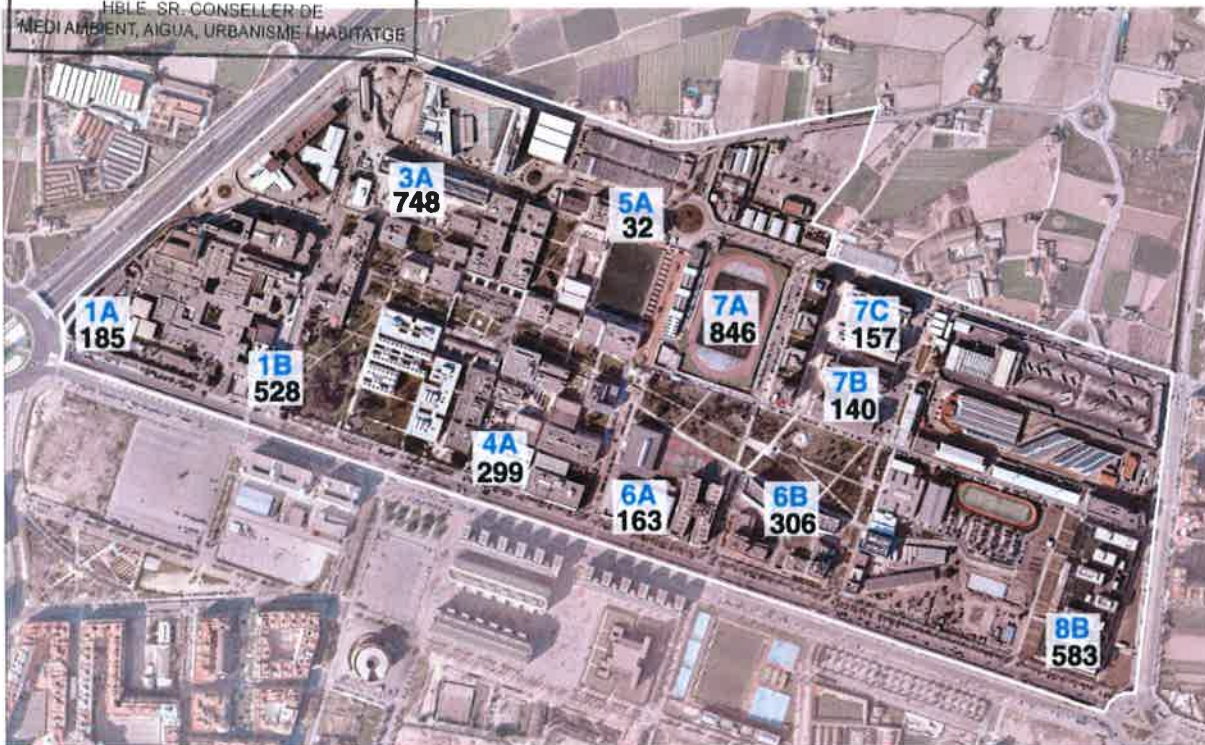 HBLE. SR. CONSELLER DE
MEDI AMBIENT, AIGUA, URBANISME I HABITATGE
3A
748
5A
32
1A
185
7A
846
7C
157
1B
528
7B
140
4A
299
6A
163
6B
306
8B
583